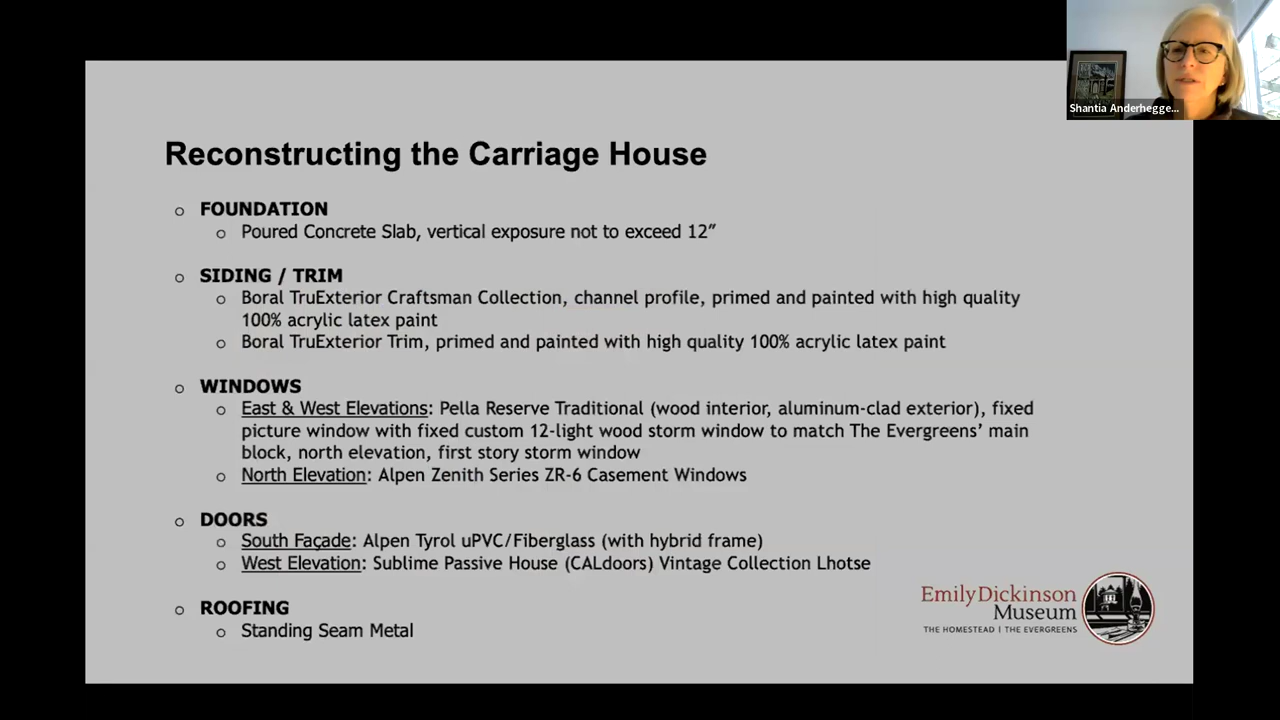 Shantia Anderhegge...
Reconstructing the Carriage House
o FOUNDATION
o Poured Concrete Slab, vertical exposure not to exceed 12”
o SIDING / TRIM
o Boral TruExterior Craftsman Collection, channel profile, primed and painted with high quality
100% acrylic latex paint
o Boral TruExterior Trim, primed and painted with high quality 100% acrylic latex paint
o WINDOWS
o East & West Elevations: Pella Reserve Traditional (wood interior, aluminum-clad exterior), fixed
picture window with fixed custom 12-light wood storm window to match The Evergreens’ main
block, north elevation, first story storm window
o North Elevation: Alpen Zenith Series ZR-6 Casement Windows
o DOORS
o South Façade: Alpen Tyrol uPVC/Fiberglass (with hybrid frame)
o West Elevation: Sublime Passive House (CALdoors) Vintage Collection Lhotse
o ROOFING
o Standing Seam Metal
EmilyDickinson
Museum
THE HOMESTEAD | THE EVERGREENS